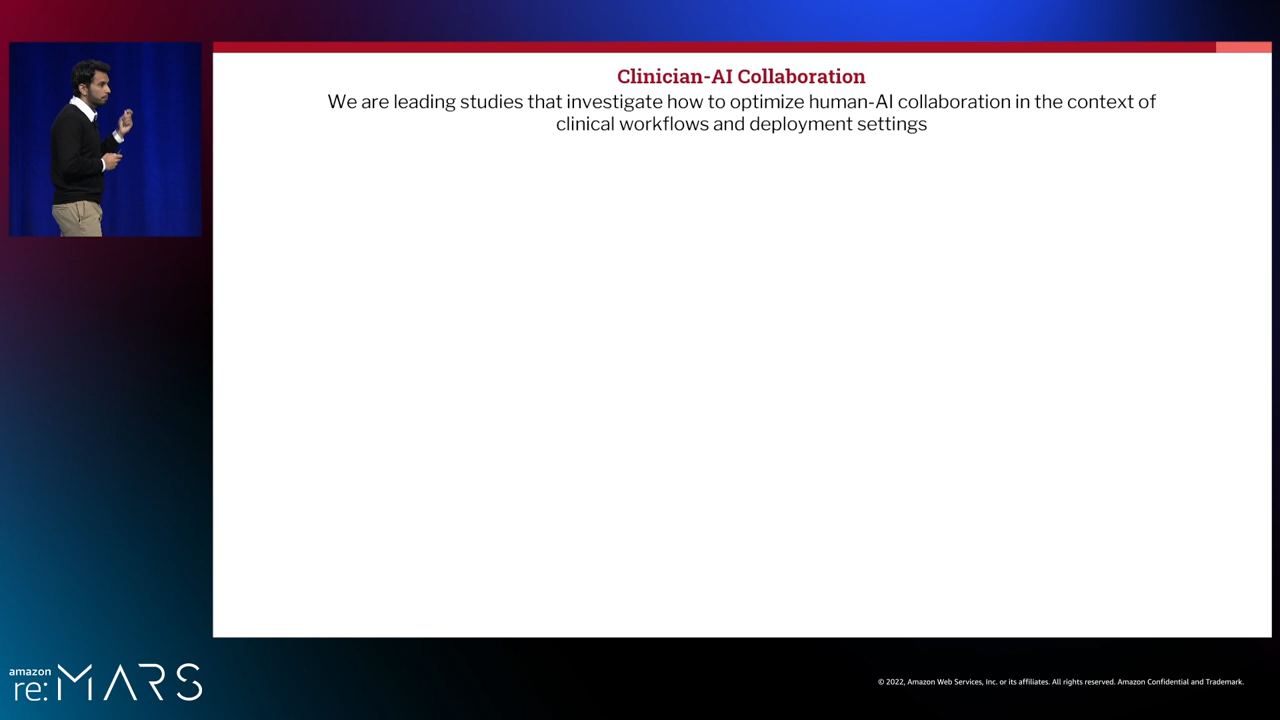 Clinician-AI Collaboration
We are leading studies that investigate how to optimize human-AI collaboration in the context of
clinical workflows and deployment settings
amazon
re:MARS
© 2022, Amazon Web Services, Inc. or its affiliates. All rights reserved. Amazon Confidential and Trademark.